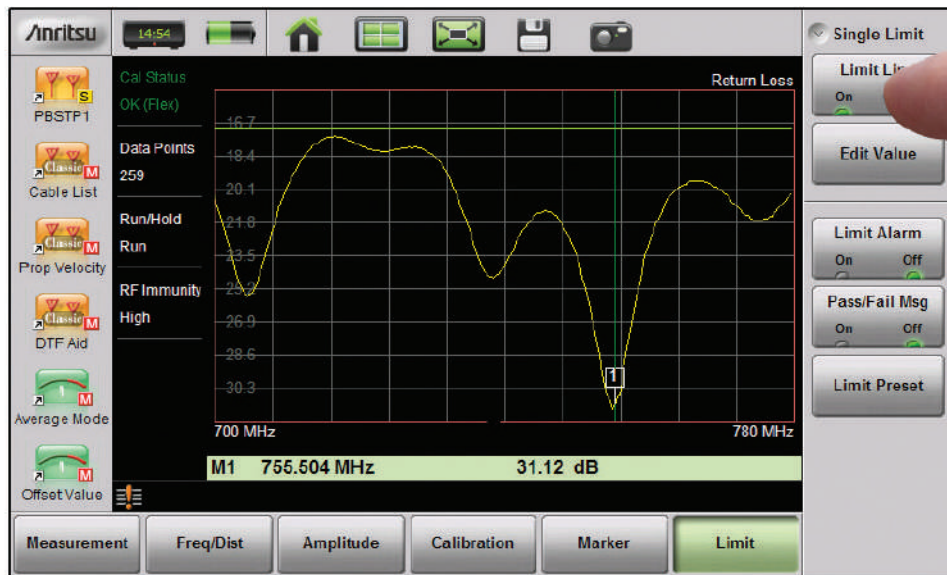 Anritsu
14:54
PBSTP1
S
Classic M
Cable List
Classic M
Prop Velocity
Classic M
DTF Aid
M
Average Mode
M
Offset Value
Cal Status
OK (Flex)
Data Points
259
Run/Hold
Run
RF Immunity
High
Return Loss
16.7
18.4
20.1
21.8
23.5
25.2
26.9
28.6
30.3
1
700 MHz
780 MHz
M1 755.504 MHz 31.12 dB
Single Limit
On
Edit Value
Limit Alarm
On Off
Pass/Fail Msg
On Off
Limit Preset
Measurement
Freq/Dist
Amplitude
Calibration
Marker
Limit